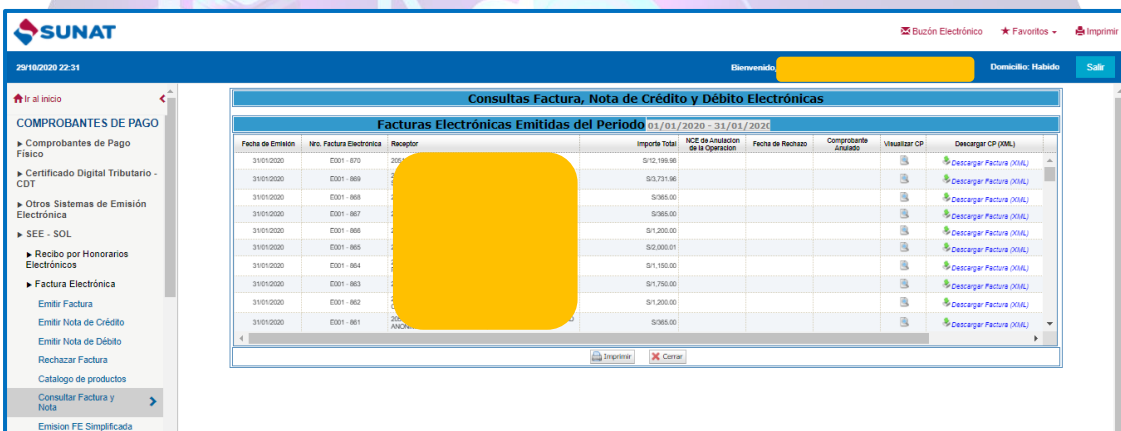 SUNAT
Buzón Electrónico
Favoritos
Imprimir
29/10/2020 22:31
Bienvenido,
Domicilio: Habido
Salir
Ir al inicio
COMPROBANTES DE PAGO
Comprobantes de Pago
Físico
Certificado Digital Tributario -
CDT
Otros Sistemas de Emisión
Electrónica
SEE - SOL
Recibo por Honorarios
Electrónicos
Factura Electrónica
Emitir Factura
Emitir Nota de Crédito
Emitir Nota de Débito
Rechazar Factura
Catalogo de productos
Consultar Factura y
Nota
Emision FE Simplificada
Consultas Factura, Nota de Crédito y Débito Electrónicas
Facturas Electrónicas Emitidas del Periodo 01/01/2020 - 31/01/2020
Fecha de Emisión Nro. Factura Electrónica Receptor Importe Total NCE de Anulacion de la Operacion Fecha de Rechazo Comprobante Anulado Visualizar CP Descargar CP (XML)
31/01/2020 E001 - 870 S/12,199.98 Descargar Factura (XML)
31/01/2020 E001 - 869 S/3,731.96 Descargar Factura (XML)
31/01/2020 E001 - 868 S/365.00 Descargar Factura (XML)
31/01/2020 E001 - 867 S/365.00 Descargar Factura (XML)
31/01/2020 E001 - 866 S/1,200.00 Descargar Factura (XML)
31/01/2020 E001 - 865 S/2,000.01 Descargar Factura (XML)
31/01/2020 E001 - 864 S/1,150.00 Descargar Factura (XML)
31/01/2020 E001 - 863 S/1,750.00 Descargar Factura (XML)
31/01/2020 E001 - 862 S/1,200.00 Descargar Factura (XML)
31/01/2020 E001 - 861 S/365.00 Descargar Factura (XML)
Imprimir
Cerrar